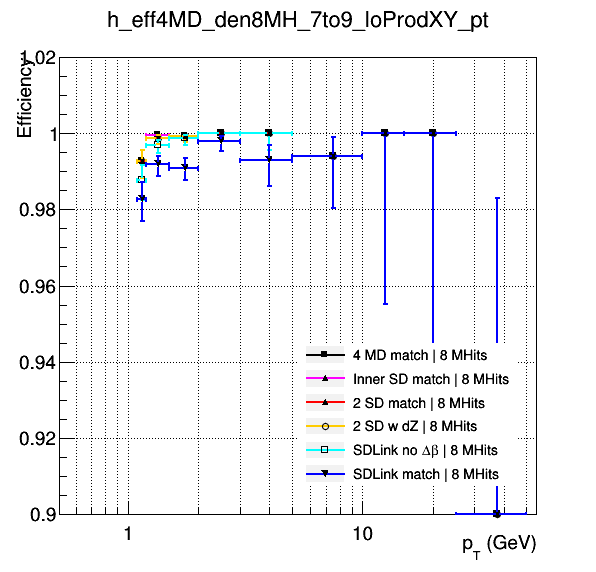 h_eff4MD_den8MH_7to9_loProdXY_pt
Efficiency
1.02
1
0.98
0.96
0.94
0.92
0.9
4 MD match | 8 MHits
Inner SD match | 8 MHits
2 SD match | 8 MHits
2 SD w dZ | 8 MHits
SDLink no Δβ | 8 MHits
SDLink match | 8 MHits
1
10
p_T (GeV)